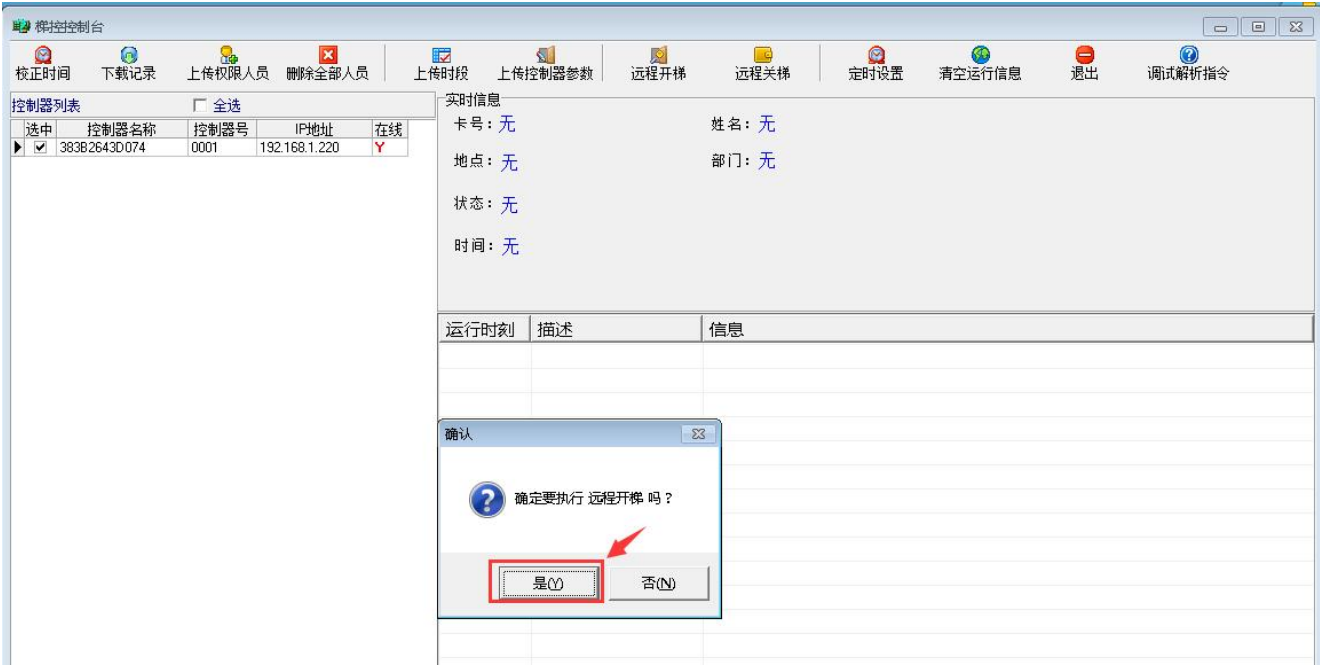 梯控控制台
校正时间 下载记录 上传权限人员 删除全部人员 上传时段 上传控制器参数 远程开梯 远程关梯 定时设置 清空运行信息 退出 调试解析指令
控制器列表 全选
选中 控制器名称 控制器号 IP地址 在线
383B2643D074 0001 192.168.1.220 Y
实时信息
卡号：无 姓名：无
地点：无 部门：无
状态：无
时间：无
运行时刻 描述 信息
确认
确定要执行 远程开梯 吗？
是(Y) 否(N)